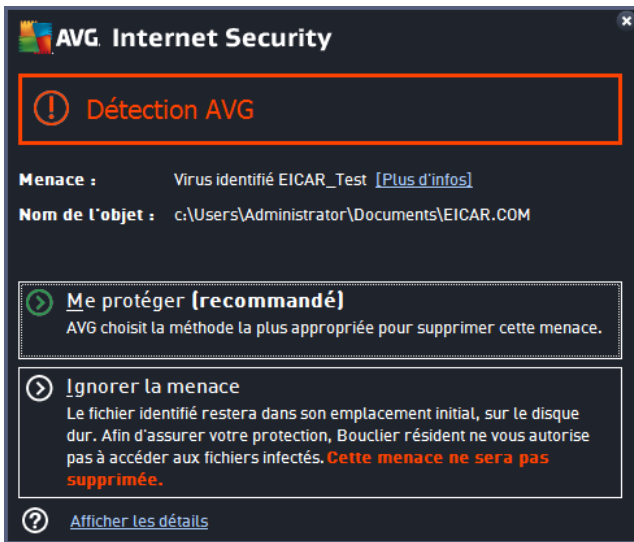 AVG. Internet Security
Détection AVG
Menace : Virus identifié EICAR_Test [Plus d'infos]
Nom de l'objet : c:\Users\Administrator\Documents\EICAR.COM
Me protéger (recommandé)
AVG choisit la méthode la plus appropriée pour supprimer cette menace.
Ignorer la menace
Le fichier identifié restera dans son emplacement initial, sur le disque
dur. Afin d'assurer votre protection, Bouclier résident ne vous autorise
pas à accéder aux fichiers infectés. Cette menace ne sera pas
supprimée.
Afficher les détails